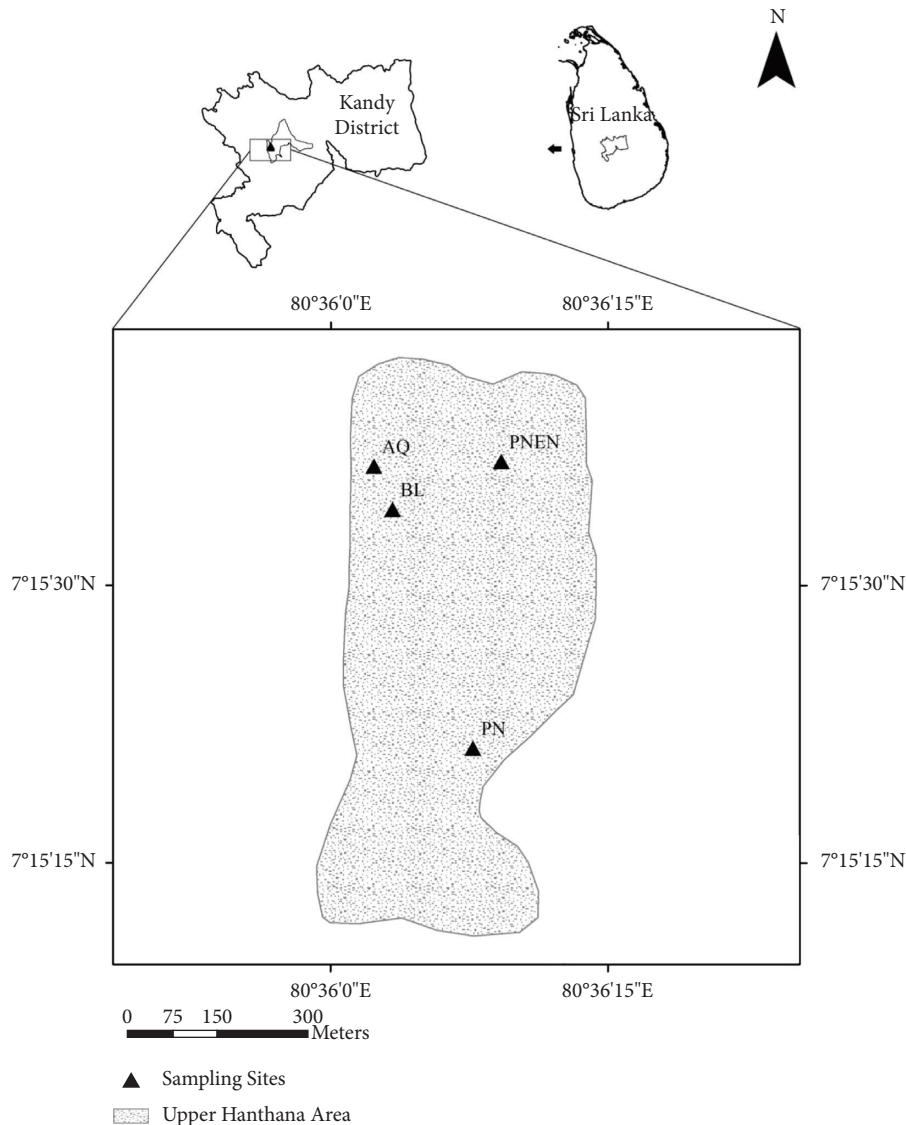 N
Kandy
District
Sri Lanka
80°36'0"E
80°36'15"E
AQ
PNEN
BL
7°15'30"N
7°15'30"N
PN
7°15'15"N
7°15'15"N
80°36'0"E
80°36'15"E
0 75 150 300
Meters
Sampling Sites
Upper Hanthana Area